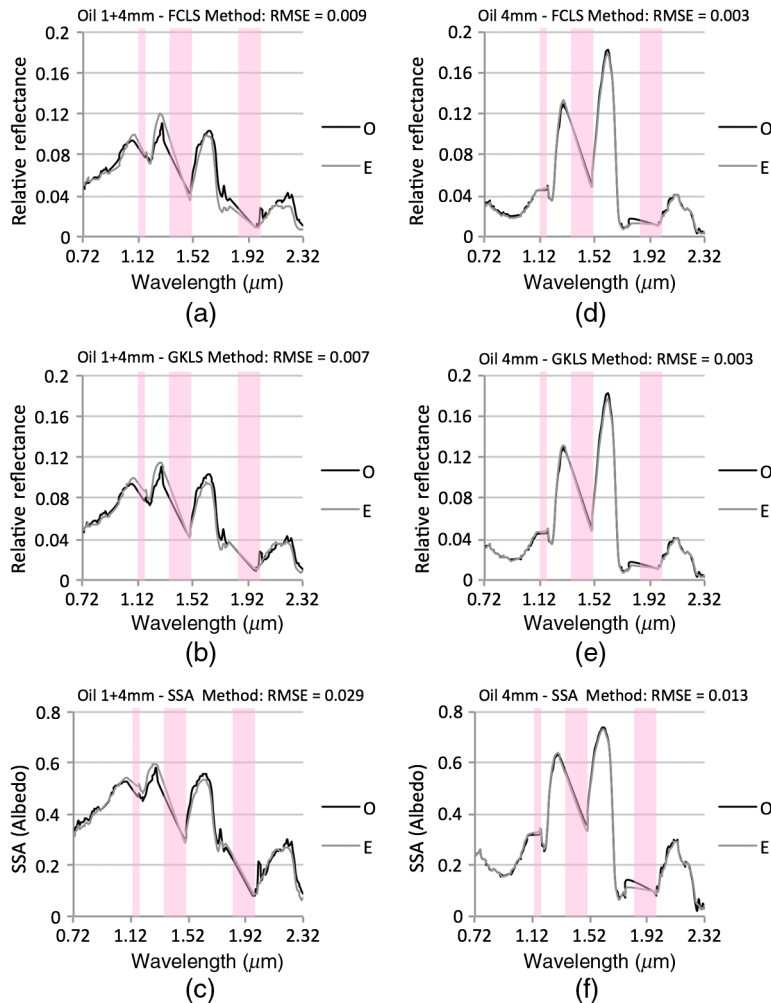 Oil 1+4mm - FCLS Method: RMSE = 0.009
Relative reflectance
0.2
0.16
0.12
0.08
0.04
0
0.72 1.12 1.52 1.92 2.32
Wavelength (μm)
O
E
(a)
Oil 4mm - FCLS Method: RMSE = 0.003
Relative reflectance
0.2
0.16
0.12
0.08
0.04
0
0.72 1.12 1.52 1.92 2.32
Wavelength (μm)
O
E
(d)
Oil 1+4mm - GKLS Method: RMSE = 0.007
Relative reflectance
0.2
0.16
0.12
0.08
0.04
0
0.72 1.12 1.52 1.92 2.32
Wavelength (μm)
O
E
(b)
Oil 4mm - GKLS Method: RMSE = 0.003
Relative reflectance
0.2
0.16
0.12
0.08
0.04
0
0.72 1.12 1.52 1.92 2.32
Wavelength (μm)
O
E
(e)
Oil 1+4mm - SSA Method: RMSE = 0.029
SSA (Albedo)
0.8
0.6
0.4
0.2
0
0.72 1.12 1.52 1.92 2.32
Wavelength (μm)
O
E
(c)
Oil 4mm - SSA Method: RMSE = 0.013
SSA (Albedo)
0.8
0.6
0.4
0.2
0
0.72 1.12 1.52 1.92 2.32
Wavelength (μm)
O
E
(f)